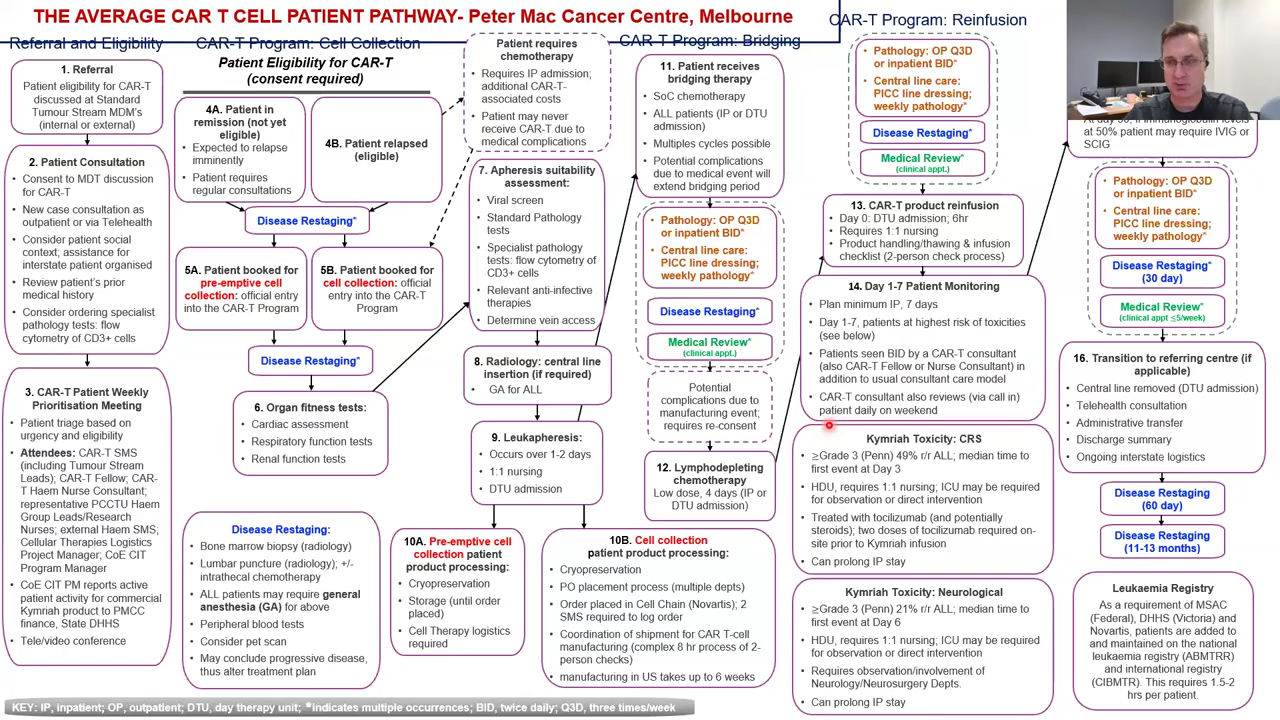 THE AVERAGE CAR T CELL PATIENT PATHWAY- Peter Mac Cancer Centre, Melbourne
Referral and Eligibility
1. Referral
Patient eligibility for CAR-T
discussed at Standard
Tumour Stream MDM's
(internal or external)
2. Patient Consultation
• Consent to MDT discussion
for CAR-T
• New case consultation as
outpatient or via Telehealth
• Consider patient social
context; assistance for
interstate patient organised
• Review patient's prior
medical history
• Consider ordering specialist
pathology tests: flow
cytometry of CD3+ cells
3. CAR-T Patient Weekly
Prioritisation Meeting
• Patient triage based on
urgency and eligibility
• Attendees: CAR-T SMS
(including Tumour Stream
Leads); CAR-T Fellow; CAR-
T Haem Nurse Consultant;
representative PCCTU Haem
Group Leads/Research
Nurses; external Haem SMS;
Cellular Therapies Logistics
Project Manager; CoE CIT
Program Manager
• CoE CIT PM reports active
patient activity for commercial
Kymriah product to PMCC
finance, State DHHS
• Tele/video conference
CAR-T Program: Cell Collection
Patient Eligibility for CAR-T
(consent required)
4A. Patient in
remission (not yet
eligible)
• Expected to relapse
imminently
• Patient requires
regular consultations
4B. Patient relapsed
(eligible)
Disease Restaging*
5A. Patient booked for
pre-emptive cell
collection: official entry
into the CAR-T Program
5B. Patient booked for
cell collection: official
entry into the CAR-T
Program
Disease Restaging*
6. Organ fitness tests:
• Cardiac assessment
• Respiratory function tests
• Renal function tests
Disease Restaging:
• Bone marrow biopsy (radiology)
• Lumbar puncture (radiology); +/-
intrathecal chemotherapy
• ALL patients may require general
anesthesia (GA) for above
• Peripheral blood tests
• Consider pet scan
• May conclude progressive disease,
thus alter treatment plan
Patient requires
chemotherapy
• Requires IP admission;
additional CAR-T-
associated costs
• Patient may never
receive CAR-T due to
medical complications
7. Apheresis suitability
assessment:
• Viral screen
• Standard Pathology
tests
• Specialist pathology
tests: flow cytometry of
CD3+ cells
• Relevant anti-infective
therapies
• Determine vein access
8. Radiology: central line
insertion (if required)
• GA for ALL
9. Leukapheresis:
• Occurs over 1-2 days
• 1:1 nursing
• DTU admission
10A. Pre-emptive cell
collection patient
product processing:
• Cryopreservation
• Storage (until order
placed)
• Cell Therapy logistics
required
10B. Cell collection
patient product processing:
• Cryopreservation
• PO placement process (multiple depts)
• Order placed in Cell Chain (Novartis); 2
SMS required to log order
• Coordination of shipment for CAR T-cell
manufacturing (complex 8 hr process of 2-
person checks)
• manufacturing in US takes up to 6 weeks
CAR-T Program: Bridging
11. Patient receives
bridging therapy
• SoC chemotherapy
• ALL patients (IP or DTU
admission)
• Multiple cycles possible
• Potential complications
due to medical event will
extend bridging period
• Pathology: OP Q3D
or inpatient BID*
• Central line care:
PICC line dressing;
weekly pathology*
Disease Restaging*
Medical Review*
(clinical appt.)
Potential
complications due to
manufacturing event;
requires re-consent
12. Lymphodepleting
chemotherapy
Low dose, 4 days (IP or
DTU admission)
CAR-T Program: Reinfusion
• Pathology: OP Q3D
or inpatient BID*
• Central line care:
PICC line dressing;
weekly pathology*
Disease Restaging*
Medical Review*
(clinical appt.)
13. CAR-T product reinfusion
• Day 0: DTU admission; 6hr
• Requires 1:1 nursing
• Product handling/thawing & infusion
checklist (2-person check process)
14. Day 1-7 Patient Monitoring
• Plan minimum IP, 7 days
• Day 1-7, patients at highest risk of toxicities
(see below)
• Patients seen BID by a CAR-T consultant
(also CAR-T Fellow or Nurse Consultant) in
addition to usual consultant care model
• CAR-T consultant also reviews (via call in)
patient daily on weekend
Kymriah Toxicity: CRS
• ≥Grade 3 (Penn) 49% r/r ALL; median time to
first event at Day 3
• HDU, requires 1:1 nursing; ICU may be required
for observation or direct intervention
• Treated with tocilizumab (and potentially
steroids); two doses of tocilizumab required on-
site prior to Kymriah infusion
• Can prolong IP stay
Kymriah Toxicity: Neurological
• ≥Grade 3 (Penn) 21% r/r ALL; median time to
first event at Day 6
• HDU, requires 1:1 nursing; ICU may be required
for observation or direct intervention
• Requires observation/involvement of
Neurology/Neurosurgery Depts.
• Can prolong IP stay
at 50% patient may require IVIG or
SCIG
• Pathology: OP Q3D
or inpatient BID*
• Central line care:
PICC line dressing;
weekly pathology*
Disease Restaging*
(30 day)
Medical Review*
(clinical appt ≤5/week)
16. Transition to referring centre (if
applicable)
• Central line removed (DTU admission)
• Telehealth consultation
• Administrative transfer
• Discharge summary
• Ongoing interstate logistics
Disease Restaging
(60 day)
Disease Restaging
(11-13 months)
Leukaemia Registry
As a requirement of MSAC
(Federal), DHHS (Victoria) and
Novartis, patients are added to
and maintained on the national
leukaemia registry (ABMTRR)
and international registry
(CIBMTR). This requires 1.5-2
hrs per patient.
KEY: IP, inpatient; OP, outpatient; DTU, day therapy unit; *indicates multiple occurrences; BID, twice daily; Q3D, three times/week